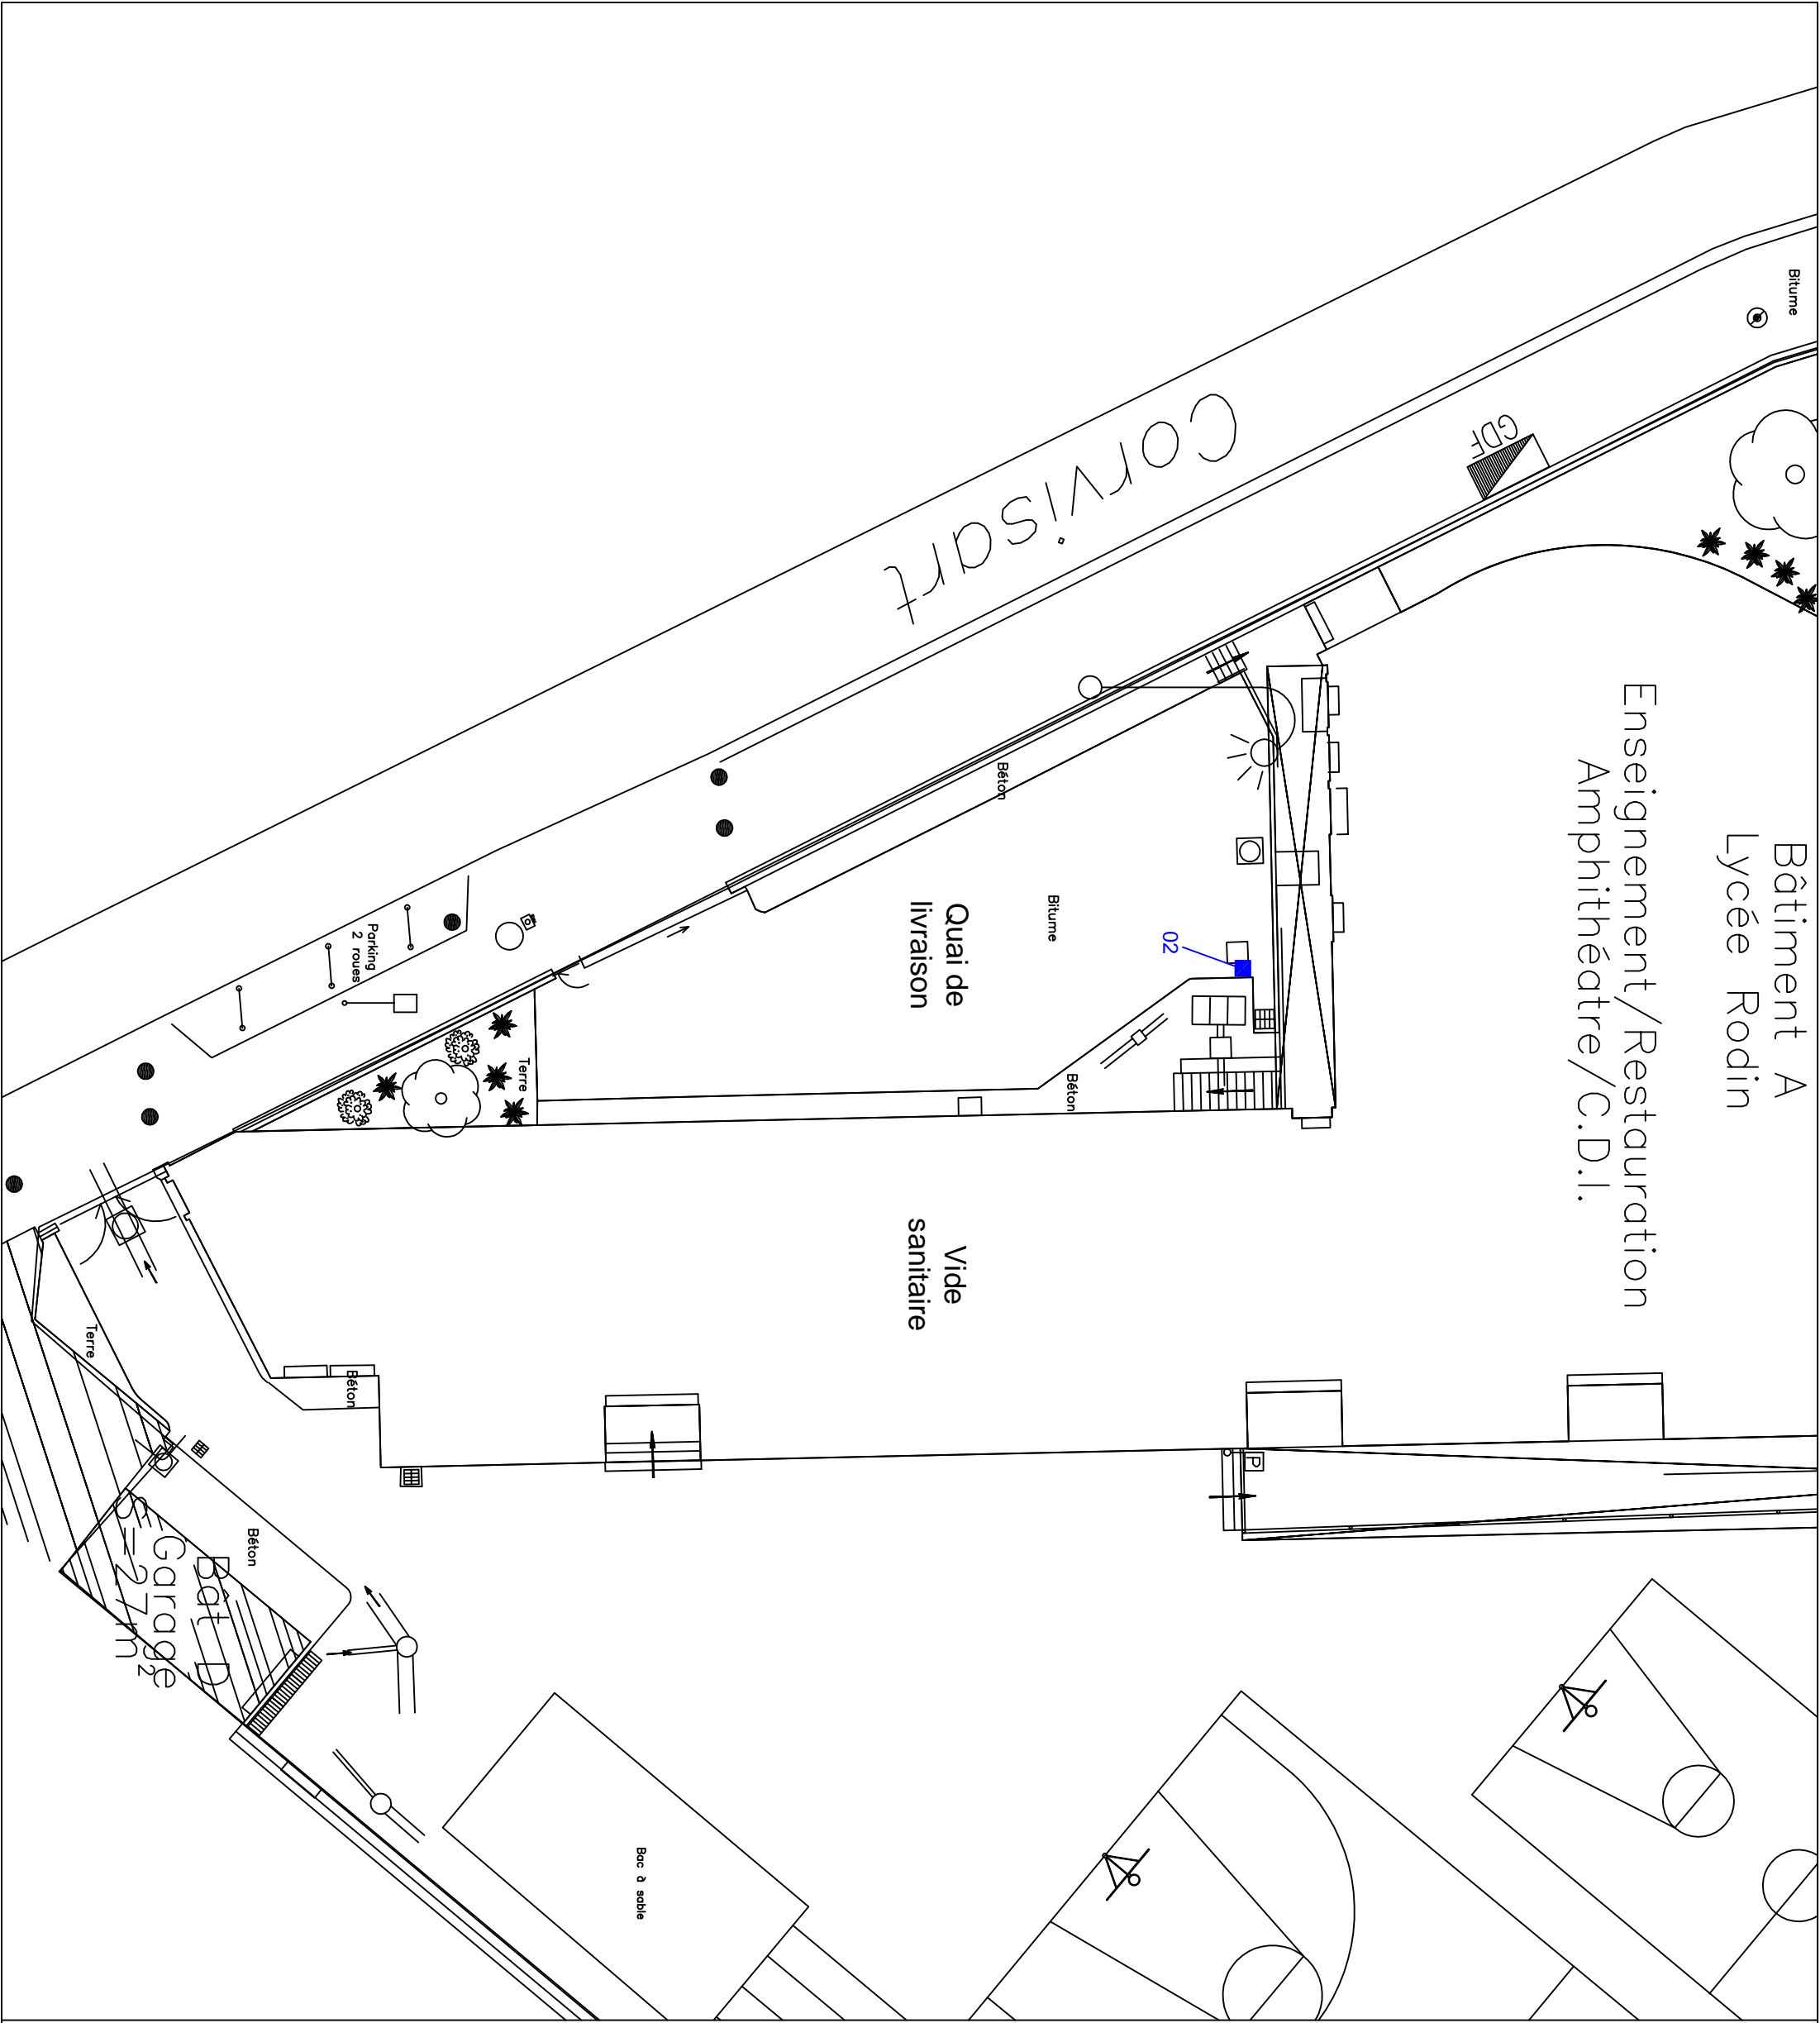 Bâtiment A
Lycée Rodin
Enseignement/Restauration
Amphithéatre/C.D.I.
Bitume
GDF
Corvisart
Béton
Bitume
02
Quai de
livraison
Béton
Parking
2 roues
Terre
Vide
sanitaire
Terre
Béton
P
Béton
Bât D
Garage
S=27m²
Bac à sable